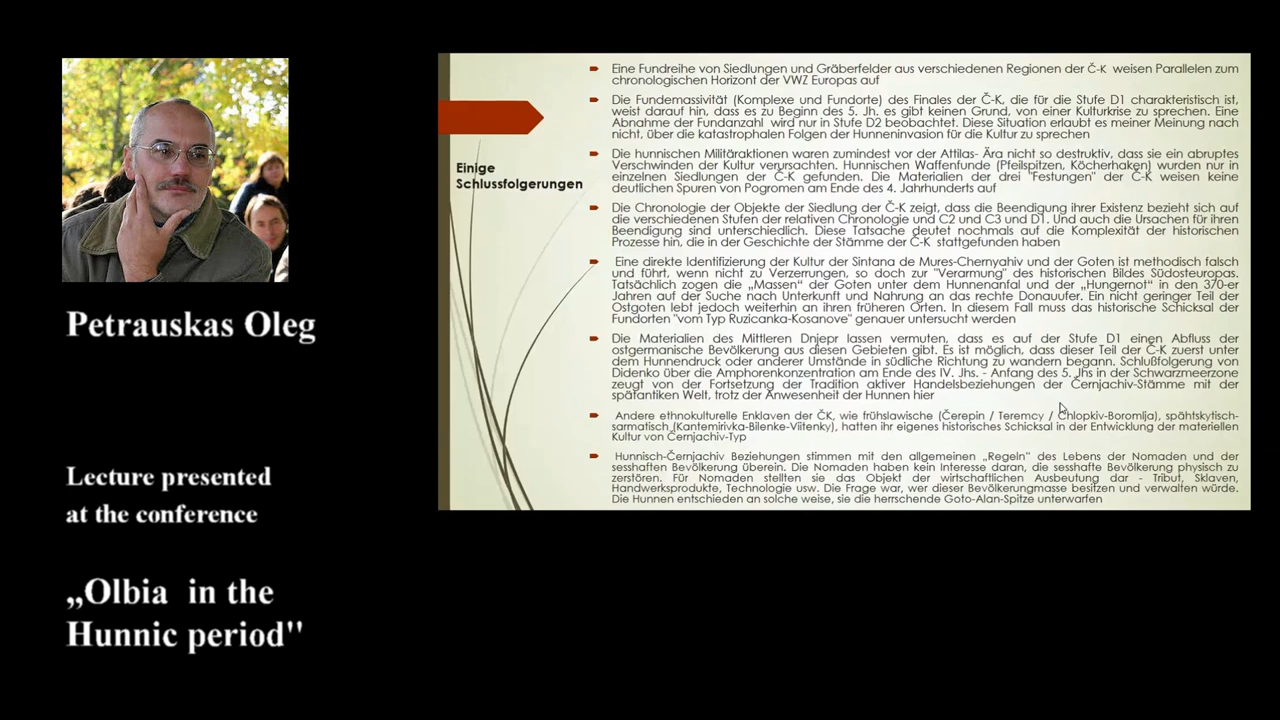 Petrauskas Oleg
Lecture presented
at the conference
„Olbia in the
Hunnic period"
Einige
Schlussfolgerungen
Eine Fundreihe von Siedlungen und Gräberfelder aus verschiedenen Regionen der Č-K weisen Parallelen zum
chronologischen Horizont der VWZ Europas auf
Die Fundemassivität (Komplexe und Fundorte) des Finales der Č-K, die für die Stufe D1 charakteristisch ist,
weist darauf hin, dass es zu Beginn des 5. Jh. es gibt keinen Grund, von einer Kulturkrise zu sprechen. Eine
Abnahme der Fundanzahl wird nur in Stufe D2 beobachtet. Diese Situation erlaubt es meiner Meinung nach
nicht, über die katastrophalen Folgen der Hunneninvasion für die Kultur zu sprechen
Die hunnischen Militäraktionen waren zumindest vor der Attilas- Ära nicht so destruktiv, dass sie ein abruptes
Verschwinden der Kultur verursachten. Hunnischen Waffenfunde (Pfeilspitzen, Köcherhaken) wurden nur in
einzelnen Siedlungen der Č-K gefunden. Die Materialien der drei "Festungen" der Č-K weisen keine
deutlichen Spuren von Pogromen am Ende des 4. Jahrhunderts auf
Die Chronologie der Objekte der Siedlung der Č-K zeigt, dass die Beendigung ihrer Existenz bezieht sich auf
die verschiedenen Stufen der relativen Chronologie und C2 und C3 und D1. Und auch die Ursachen für ihren
Beendigung sind unterschiedlich. Diese Tatsache deutet nochmals auf die Komplexität der historischen
Prozesse hin, die in der Geschichte der Stämme der Č-K stattgefunden haben
Eine direkte Identifizierung der Kultur der Sintana de Mures-Chernyahiv und der Goten ist methodisch falsch
und führt, wenn nicht zu Verzerrungen, so doch zur "Verarmung" des historischen Bildes Südosteuropas.
Tatsächlich zogen die „Massen“ der Goten unter dem Hunnenanfal und der „Hungernot“ in den 370-er
Jahren auf der Suche nach Unterkunft und Nahrung an das rechte Donauufer. Ein nicht geringer Teil der
Ostgoten lebt jedoch weiterhin an ihren früheren Orten. In diesem Fall muss das historische Schicksal der
Fundorten "vom Typ Ruzicanka-Kosanove" genauer untersucht werden
Die Materialien des Mittleren Dnjepr lassen vermuten, dass es auf der Stufe D1 einen Abfluss der
ostgermanische Bevölkerung aus diesen Gebieten gibt. Es ist möglich, dass dieser Teil der Č-K zuerst unter
dem Hunnendruck oder anderer Umstände in südliche Richtung zu wandern begann. Schlußfolgerung von
Didenko über die Amphorenkonzentration am Ende des IV. Jhs. - Anfang des 5. Jhs in der Schwarzmeerzone
zeugt von der Fortsetzung der Tradition aktiver Handelsbeziehungen der Černjachiv-Stämme mit der
spätantiken Welt, trotz der Anwesenheit der Hunnen hier
Andere ethnokulturelle Enklaven der ČK, wie frühslawische (Čerepin / Teremcy / Chlopkiv-Boromlja), spähtskytisch-
sarmatisch (Kantemirivka-Bilenke-Viitenky), hatten ihr eigenes historisches Schicksal in der Entwicklung der materiellen
Kultur von Černjachiv-Typ
Hunnisch-Černjachiv Beziehungen stimmen mit den allgemeinen „Regeln“ des Lebens der Nomaden und der
sesshaften Bevölkerung überein. Die Nomaden haben kein Interesse daran, die sesshafte Bevölkerung physisch zu
zerstören. Für Nomaden stellten sie das Objekt der wirtschaftlichen Ausbeutung dar - Tribut, Sklaven,
Handwerksprodukte, Technologie usw. Die Frage war, wer dieser Bevölkerungmasse besitzen und verwalten würde.
Die Hunnen entschieden an solche weise, sie die herrschende Goto-Alan-Spitze unterwarfen